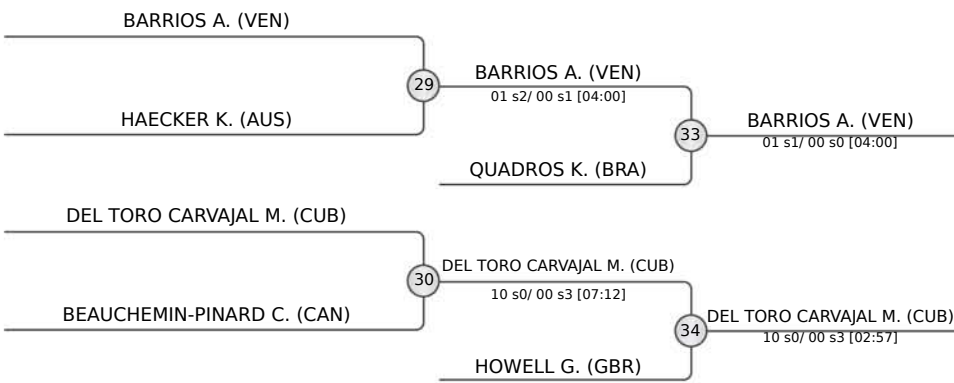 BARRIOS A. (VEN)
29
BARRIOS A. (VEN)
01 s2/ 00 s1 [04:00]
HAECKER K. (AUS)
33
BARRIOS A. (VEN)
01 s1/ 00 s0 [04:00]
QUADROS K. (BRA)
DEL TORO CARVAJAL M. (CUB)
30
DEL TORO CARVAJAL M. (CUB)
10 s0/ 00 s3 [07:12]
BEAUCHEMIN-PINARD C. (CAN)
34
DEL TORO CARVAJAL M. (CUB)
10 s0/ 00 s3 [02:57]
HOWELL G. (GBR)